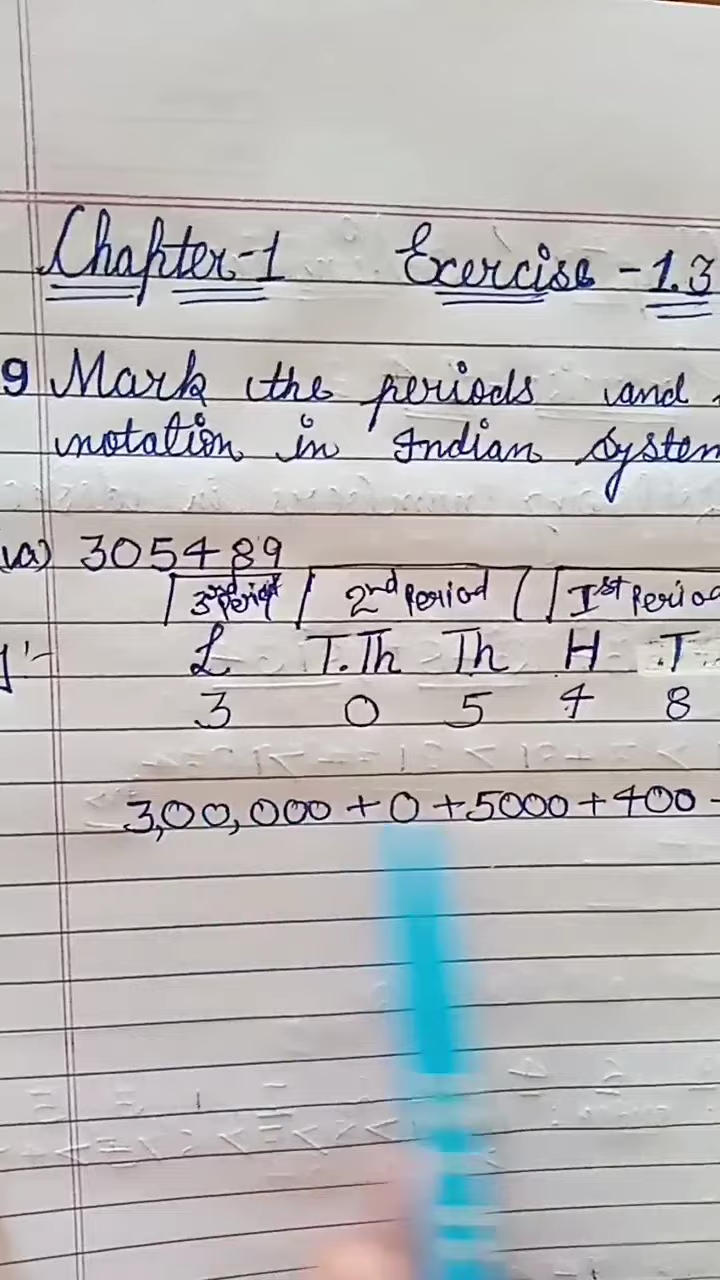 Chapter-1 Exercise - 1.3
9 Mark the periods and
notation in Indian System
(a) 305489
3rd Period 2nd Period Ist Period
L T.Th Th H T
3 0 5 4 8
3,00,000 + 0 + 5000 + 400 -